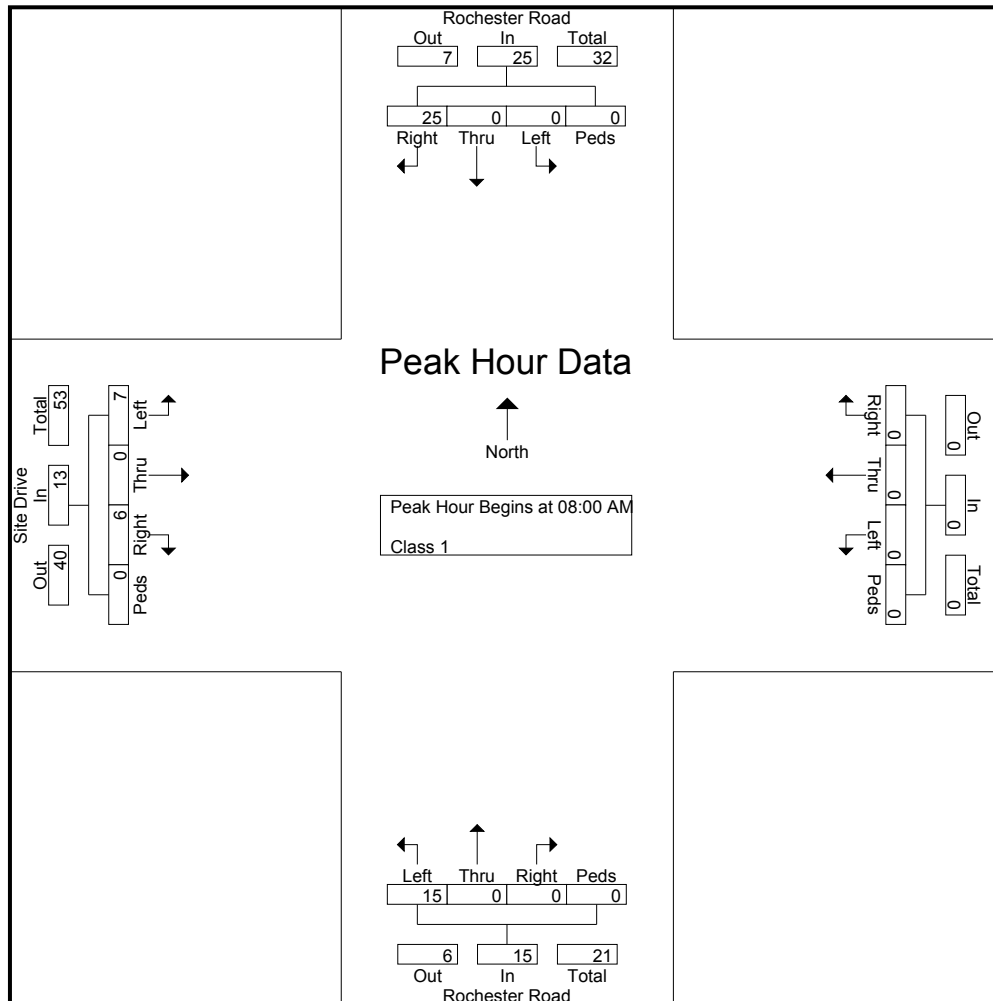 Rochester Road
Out In Total
7 25 32
25 0 0 0
Right Thru Left Peds
Peak Hour Data
North
Peak Hour Begins at 08:00 AM
Class 1
Site Drive
Total In Out
53 13 40
7 0 6 0
Left Thru Right Peds
Right Thru Left Peds
0 0 0 0
Out In Total
0 0 0
Left Thru Right Peds
15 0 0 0
6 15 21
Out In Total
Rochester Road